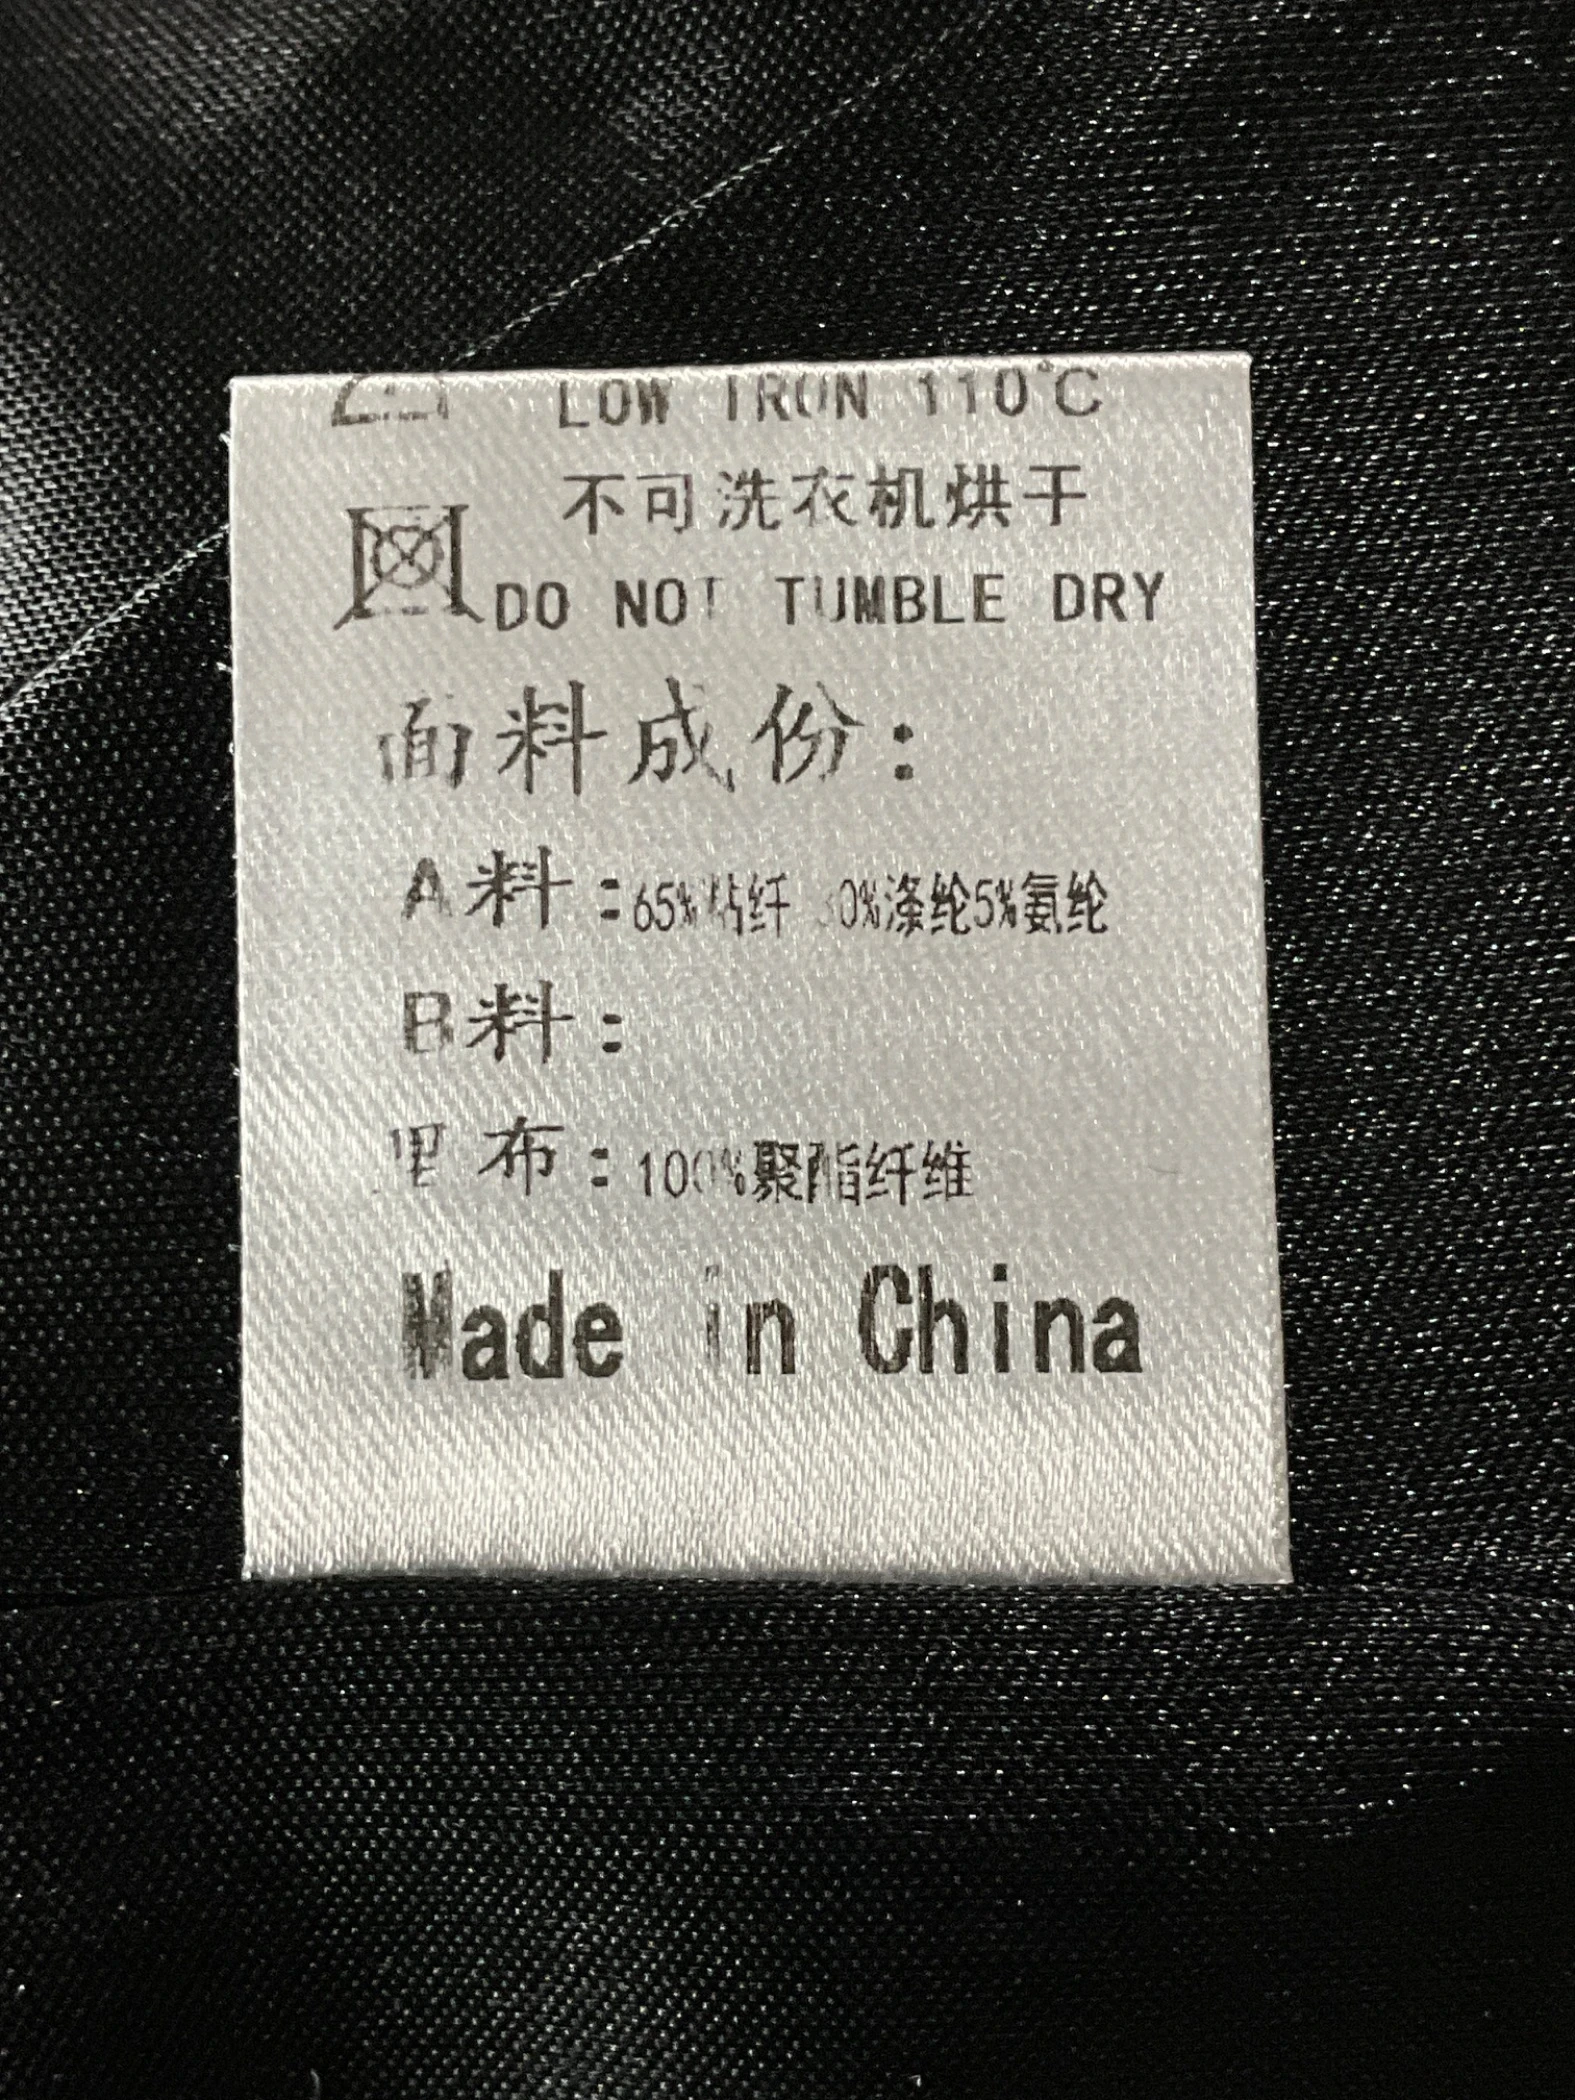 LOW IRON 110°C
不可洗衣机烘干
DO NOT TUMBLE DRY
面料成份:
A料:65%粘纤 30%涤纶5%氨纶
B料:
里布:100%聚酯纤维
Made in China